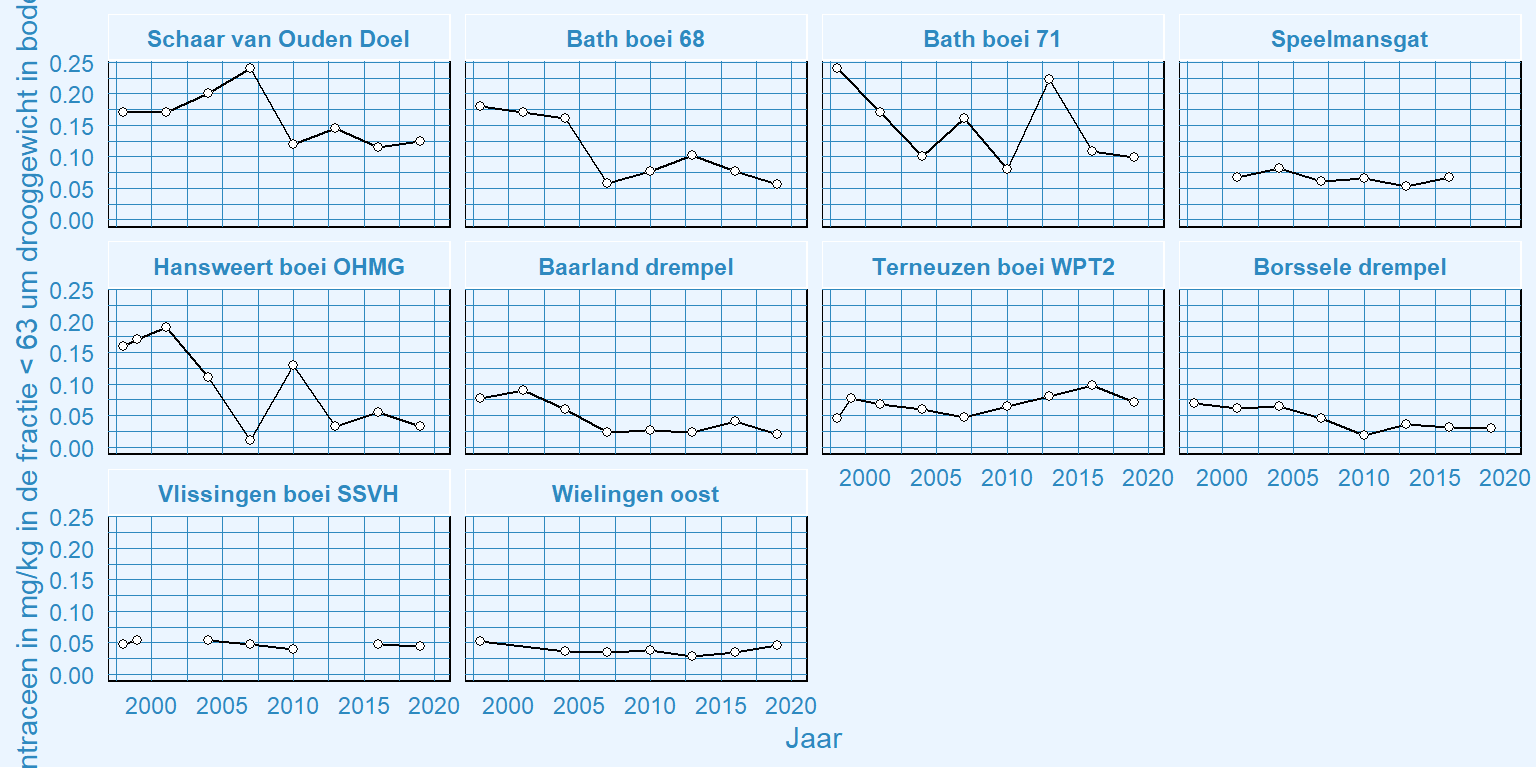 ntraceen in mg/kg in de fractie < 63 um drooggewicht in bode
Schaar van Ouden Doel
Bath boei 68
Bath boei 71
Speelmansgat
0.25
0.20
0.15
0.10
0.05
0.00
Hansweert boei OHMG
Baarland drempel
Terneuzen boei WPT2
Borssele drempel
0.25
0.20
0.15
0.10
0.05
0.00
2000 2005 2010 2015 2020
2000 2005 2010 2015 2020
Vlissingen boei SSVH
Wielingen oost
0.25
0.20
0.15
0.10
0.05
0.00
2000 2005 2010 2015 2020
2000 2005 2010 2015 2020
Jaar